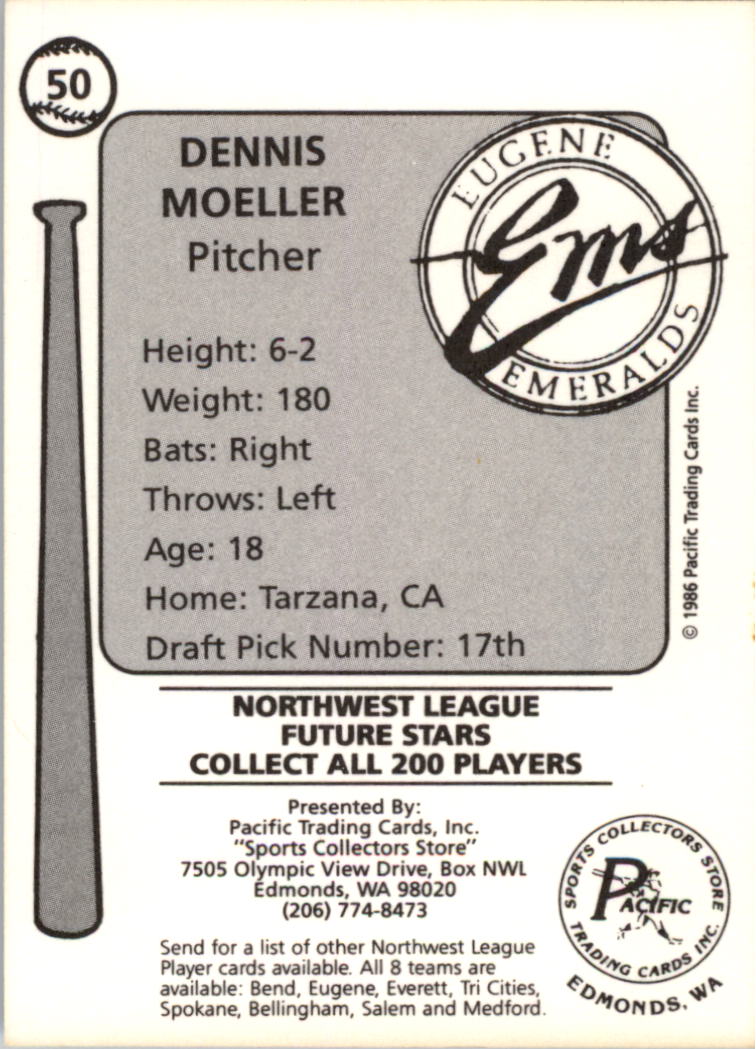 50
DENNIS
MOELLER
Pitcher
EUGENE
Ems
EMERALDS
Height: 6-2
Weight: 180
Bats: Right
Throws: Left
Age: 18
Home: Tarzana, CA
Draft Pick Number: 17th
© 1986 Pacific Trading Cards Inc.
NORTHWEST LEAGUE
FUTURE STARS
COLLECT ALL 200 PLAYERS
Presented By:
Pacific Trading Cards, Inc.
"Sports Collectors Store"
7505 Olympic View Drive, Box NWL
Edmonds, WA 98020
(206) 774-8473
Send for a list of other Northwest League
Player cards available. All 8 teams are
available: Bend, Eugene, Everett, Tri Cities,
Spokane, Bellingham, Salem and Medford.
SPORTS COLLECTORS STORE
PACIFIC
TRADING CARDS INC.
EDMONDS, WA